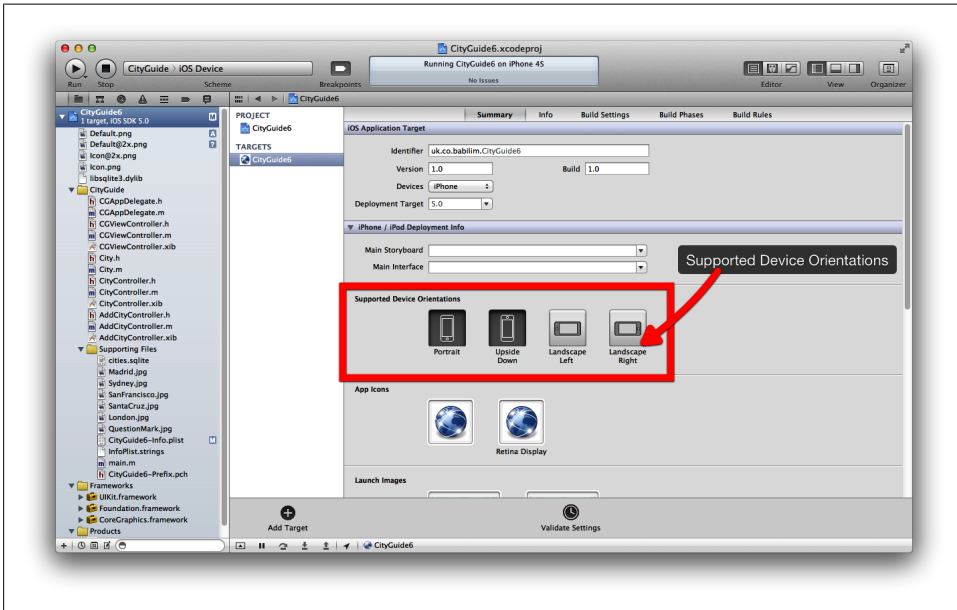 CityGuide6.xcodeproj
CityGuide › iOS Device
Running CityGuide6 on iPhone 4S
No Issues
Run Stop Scheme Breakpoints Editor View Organizer
CityGuide6
CityGuide6
1 target, iOS SDK 5.0
M
Default.png
A
Default@2x.png
?
Icon@2x.png
Icon.png
libsqlite3.dylib
CityGuide
h CGAppDelegate.h
m CGAppDelegate.m
h CGViewController.h
m CGViewController.m
CGViewController.xib
h City.h
m City.m
h CityController.h
m CityController.m
CityController.xib
h AddCityController.h
m AddCityController.m
AddCityController.xib
Supporting Files
cities.sqlite
Madrid.jpg
Sydney.jpg
SanFrancisco.jpg
SantaCruz.jpg
London.jpg
QuestionMark.jpg
CityGuide6-Info.plist
M
InfoPlist.strings
m main.m
h CityGuide6-Prefix.pch
Frameworks
UIKit.framework
Foundation.framework
CoreGraphics.framework
Products
PROJECT
CityGuide6
TARGETS
CityGuide6
Summary Info Build Settings Build Phases Build Rules
iOS Application Target
Identifier uk.co.babilim.CityGuide6
Version 1.0 Build 1.0
Devices iPhone
Deployment Target 5.0
iPhone / iPod Deployment Info
Main Storyboard
Main Interface
Supported Device Orientations
Supported Device Orientations
Portrait
Upside
Down
Landscape
Left
Landscape
Right
App Icons
Retina Display
Launch Images
Add Target
Validate Settings
CityGuide6